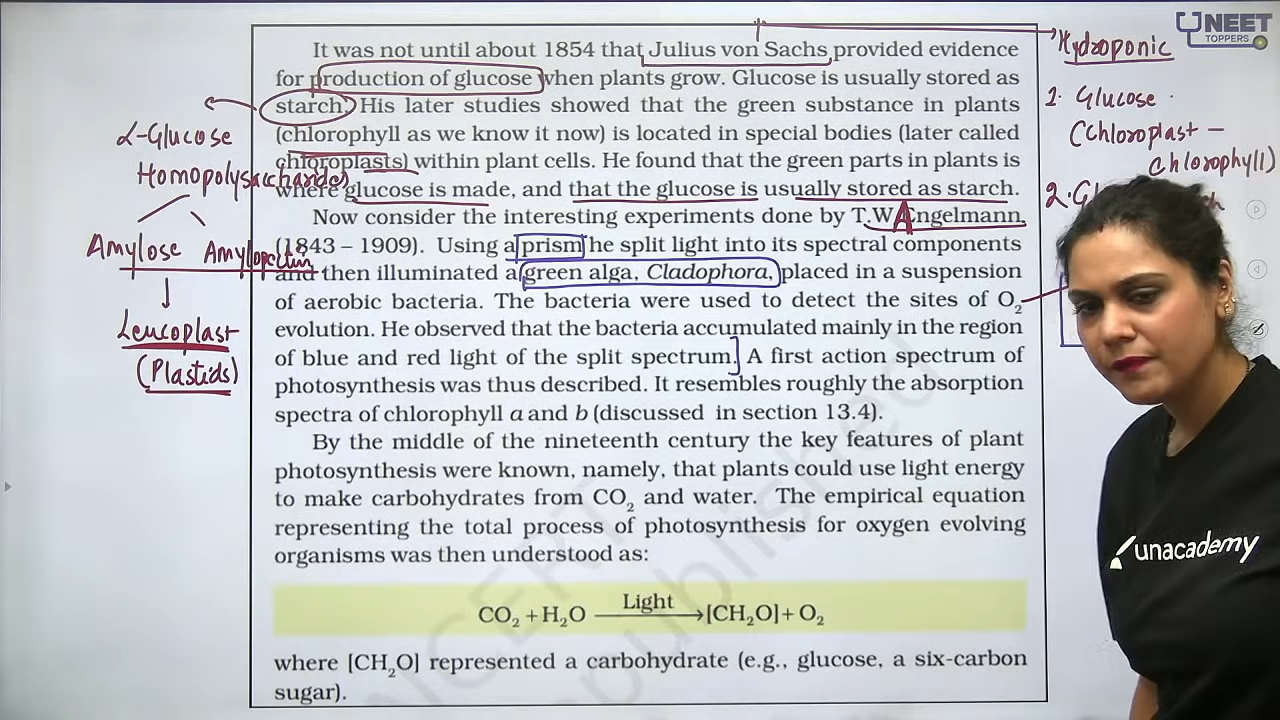 UNEET
TOPPERS
It was not until about 1854 that Julius von Sachs provided evidence
for production of glucose when plants grow. Glucose is usually stored as
starch. His later studies showed that the green substance in plants
(chlorophyll as we know it now) is located in special bodies (later called
chloroplasts) within plant cells. He found that the green parts in plants is
where glucose is made, and that the glucose is usually stored as starch.
Now consider the interesting experiments done by T.W Engelmann
(1843 – 1909). Using a prism he split light into its spectral components
and then illuminated a green alga, Cladophora, placed in a suspension
of aerobic bacteria. The bacteria were used to detect the sites of O₂
evolution. He observed that the bacteria accumulated mainly in the region
of blue and red light of the split spectrum. A first action spectrum of
photosynthesis was thus described. It resembles roughly the absorption
spectra of chlorophyll a and b (discussed in section 13.4).
By the middle of the nineteenth century the key features of plant
photosynthesis were known, namely, that plants could use light energy
to make carbohydrates from CO₂ and water. The empirical equation
representing the total process of photosynthesis for oxygen evolving
organisms was then understood as:
Light
CO₂ + H₂O ⟶ [CH₂O] + O₂
where [CH₂O] represented a carbohydrate (e.g., glucose, a six-carbon
sugar).
α-Glucose
Homopolysaccharides
Amylose Amylopectin
↓
Leucoplast
(Plastids)
Hydroponic
1. Glucose
(Chloroplast –
Chlorophyll)
2.
A
unacademy